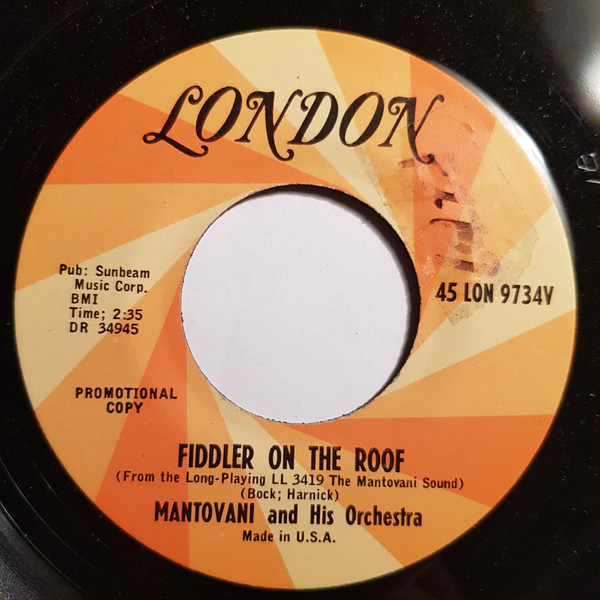 LONDON
Pub: Sunbeam
Music Corp.
BMI
Time; 2:35
DR 34945
45 LON 9734V
PROMOTIONAL
COPY
FIDDLER ON THE ROOF
(From the Long-Playing LL 3419 The Mantovani Sound)
(Bock; Harnick)
MANTOVANI and His Orchestra
Made in U.S.A.